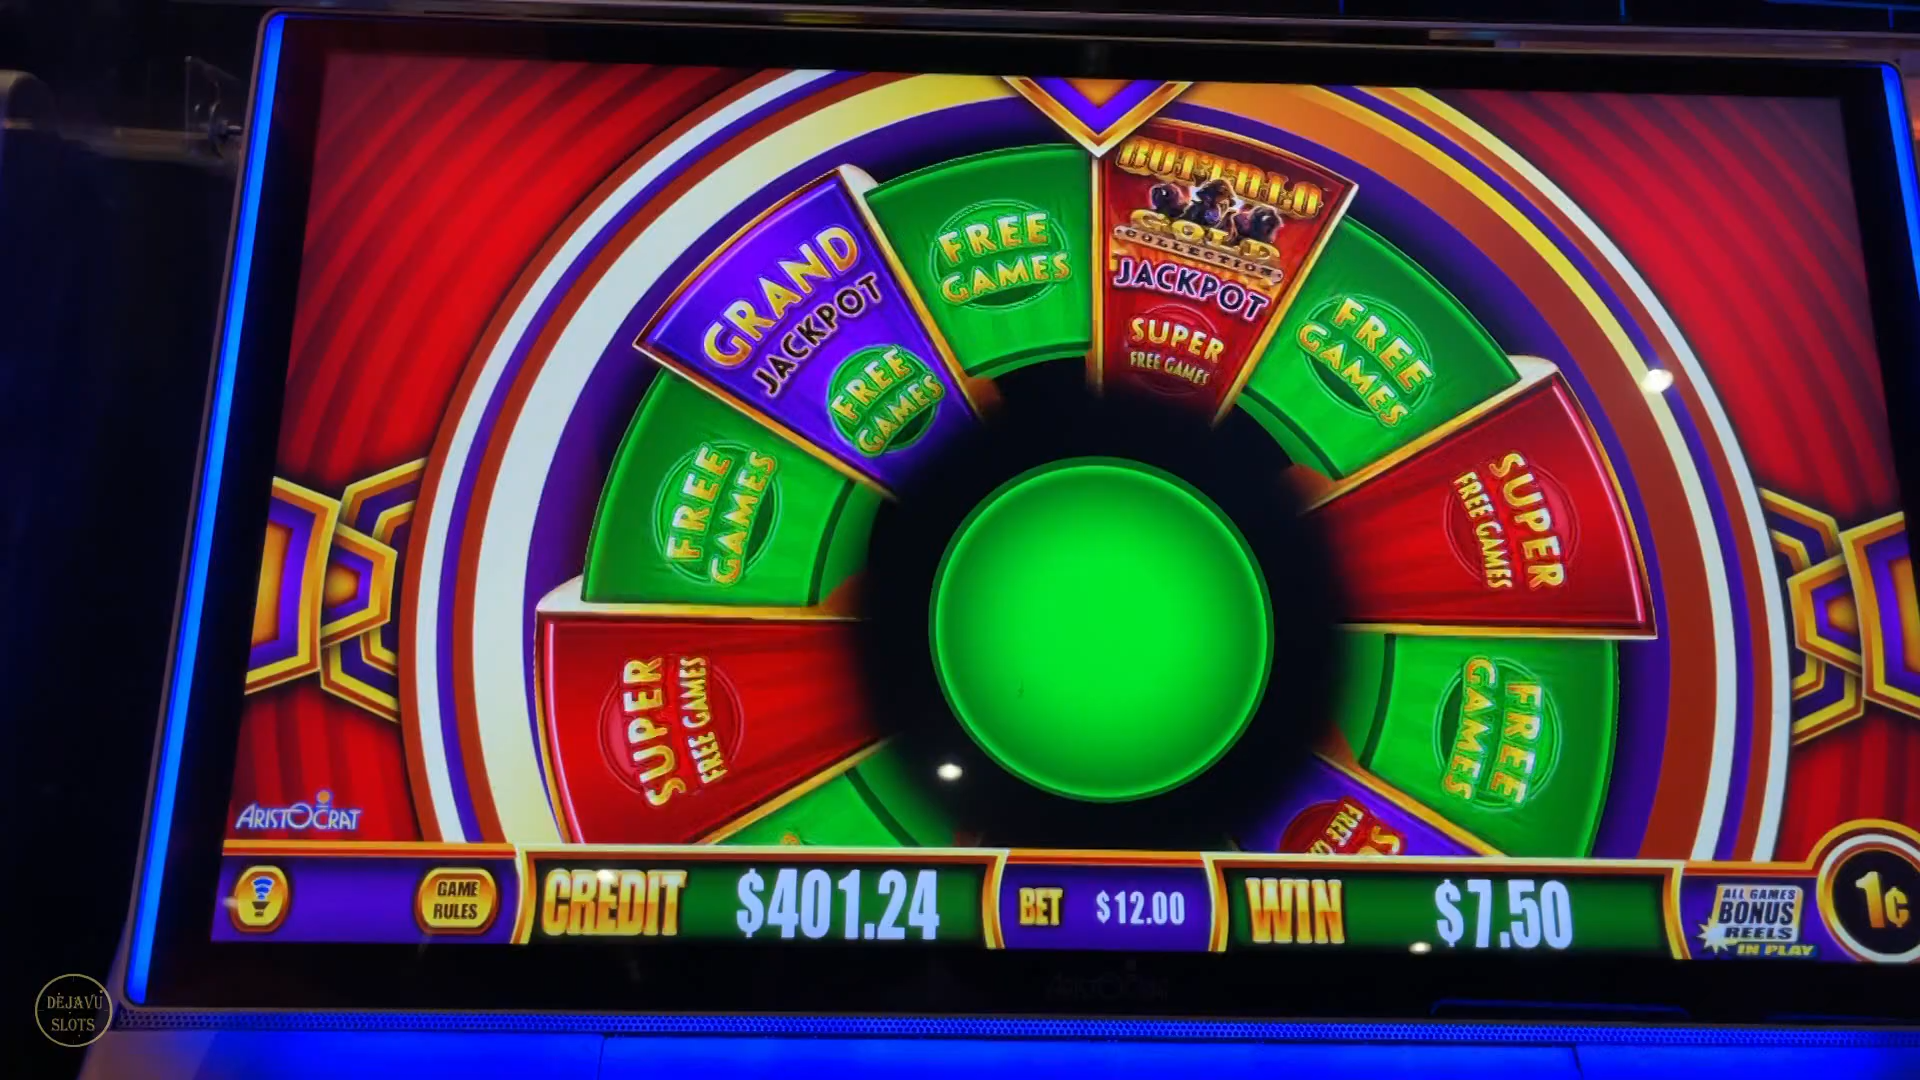 BUFFALO
GOLD
COLLECTION
JACKPOT
SUPER
FREE GAMES
FREE
GAMES
GRAND
JACKPOT
FREE
GAMES
FREE
GAMES
FREE
GAMES
SUPER
FREE GAMES
SUPER
FREE GAMES
FREE
GAMES
FREE
ARISTOCRAT
GAME
RULES
CREDIT $401.24
BET $12.00
WIN $7.50
ALL GAMES
BONUS
REELS
IN PLAY
1¢
ARISTOCRAT
DEJAVU
SLOTS